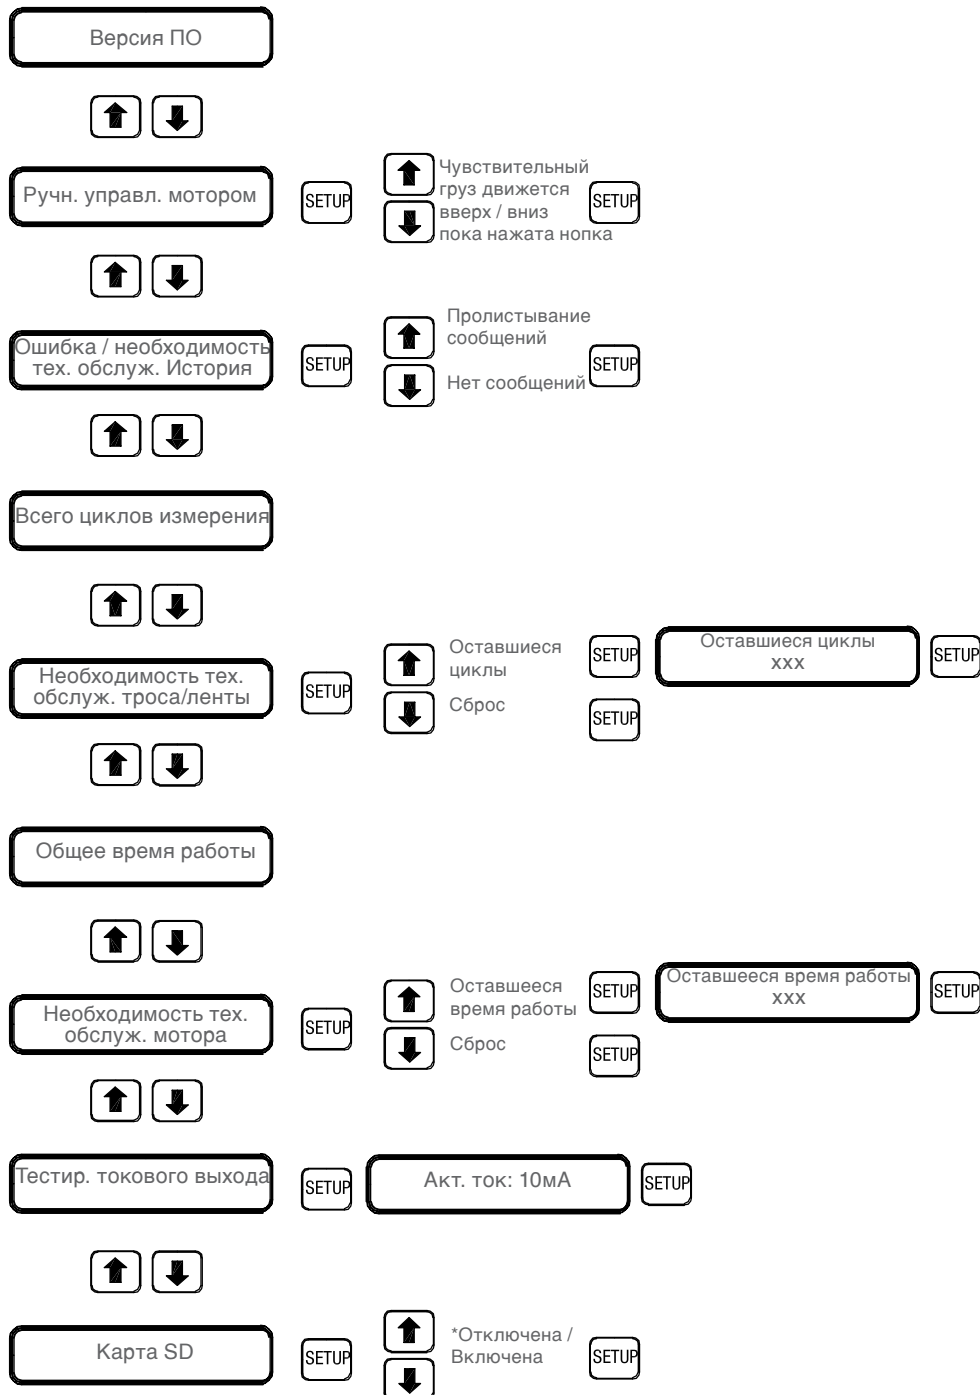 Версия ПО
Ручн. управл. мотором
SETUP
Чувствительный
груз движется
вверх / вниз
пока нажата нопка
SETUP
Ошибка / необходимость
тех. обслуж. История
SETUP
Пролистывание
сообщений
Нет сообщений
SETUP
Всего циклов измерения
Необходимость тех.
обслуж. троса/ленты
SETUP
Оставшиеся
циклы
SETUP
Оставшиеся циклы
xxx
SETUP
Сброс
SETUP
Общее время работы
Необходимость тех.
обслуж. мотора
SETUP
Оставшееся
время работы
SETUP
Оставшееся время работы
xxx
SETUP
Сброс
SETUP
Тестир. токового выхода
SETUP
Акт. ток: 10мА
SETUP
Карта SD
SETUP
*Отключена /
Включена
SETUP